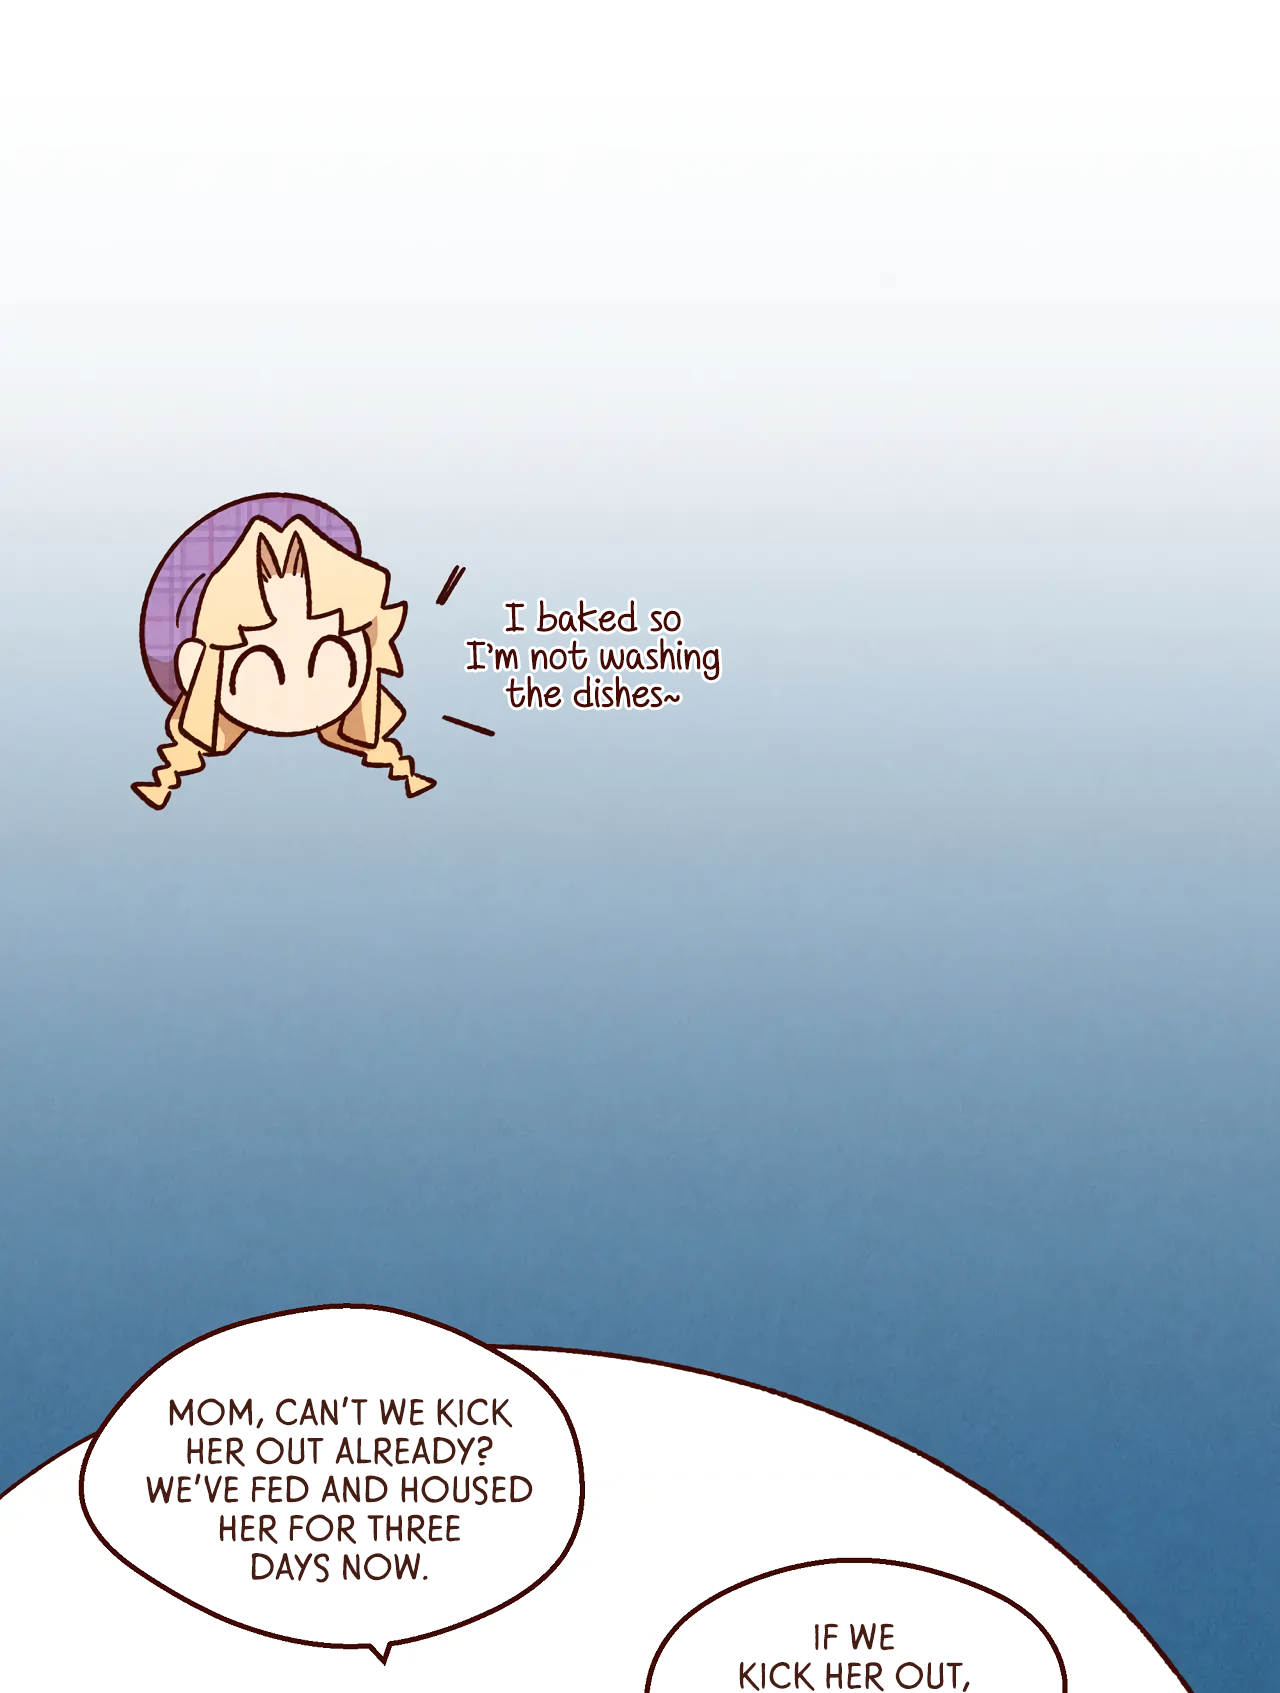 I baked so
I'm not washing
the dishes~
MOM, CAN'T WE KICK
HER OUT ALREADY?
WE'VE FED AND HOUSED
HER FOR THREE
DAYS NOW.
IF WE
KICK HER OUT,